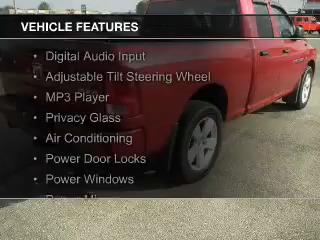 VEHICLE FEATURES
• Digital Audio Input
• Adjustable Tilt Steering Wheel
• MP3 Player
• Privacy Glass
• Air Conditioning
• Power Door Locks
• Power Windows